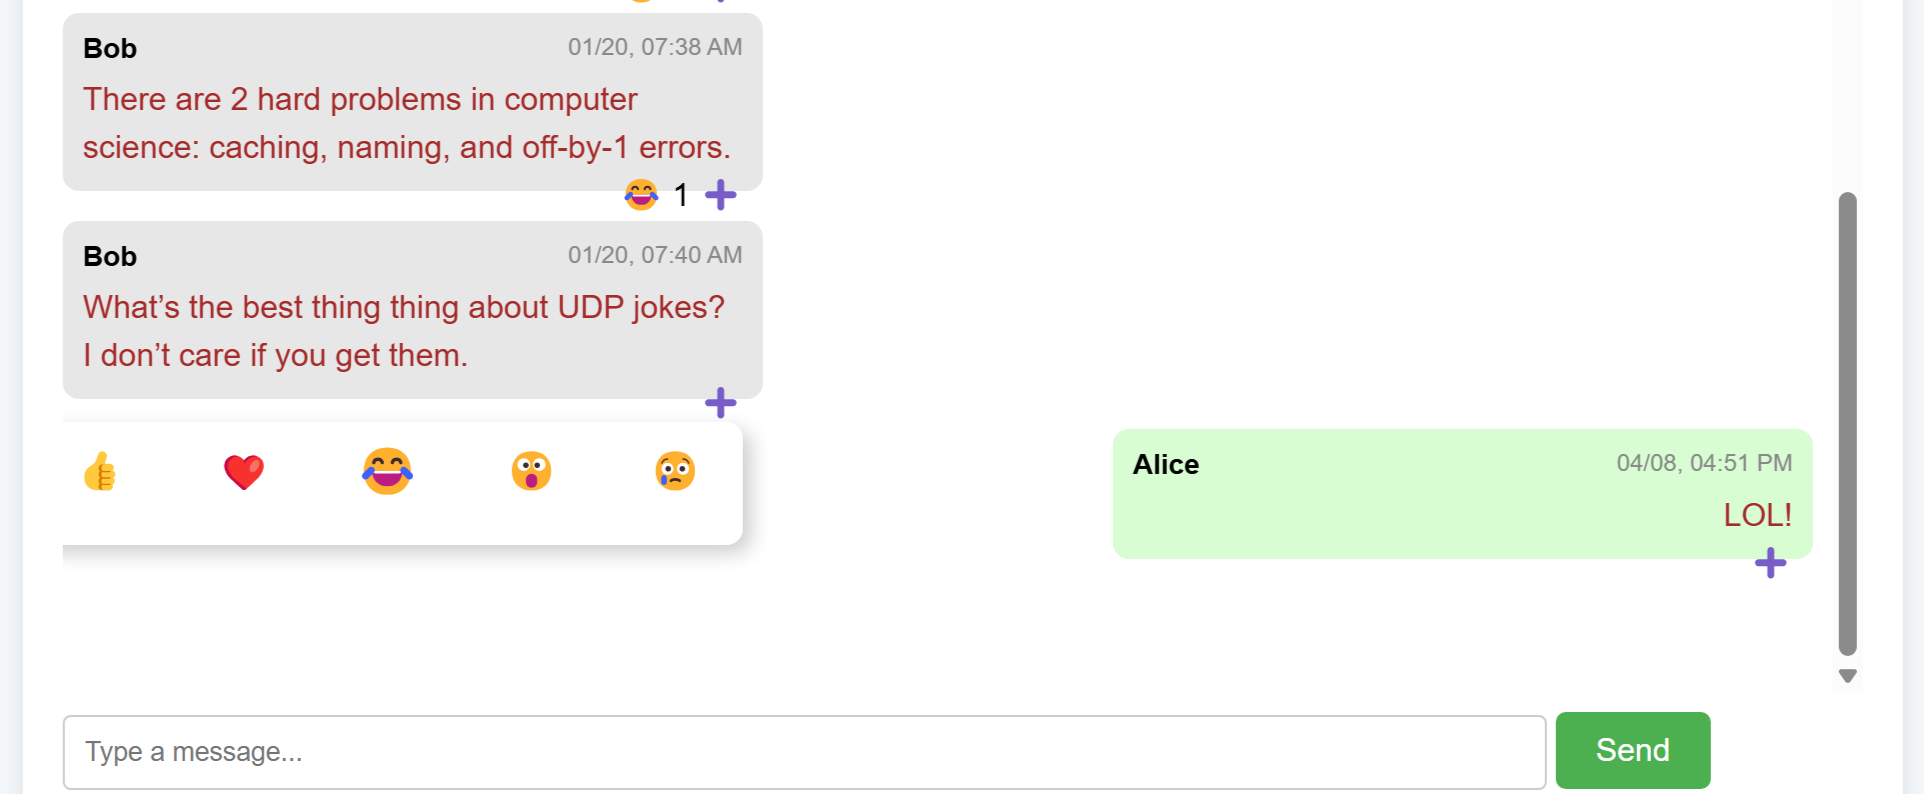 Bob 01/20, 07:38 AM
There are 2 hard problems in computer
science: caching, naming, and off-by-1 errors.
😂 1
Bob 01/20, 07:40 AM
What’s the best thing thing about UDP jokes?
I don’t care if you get them.
Alice 04/08, 04:51 PM
LOL!
Type a message...
Send